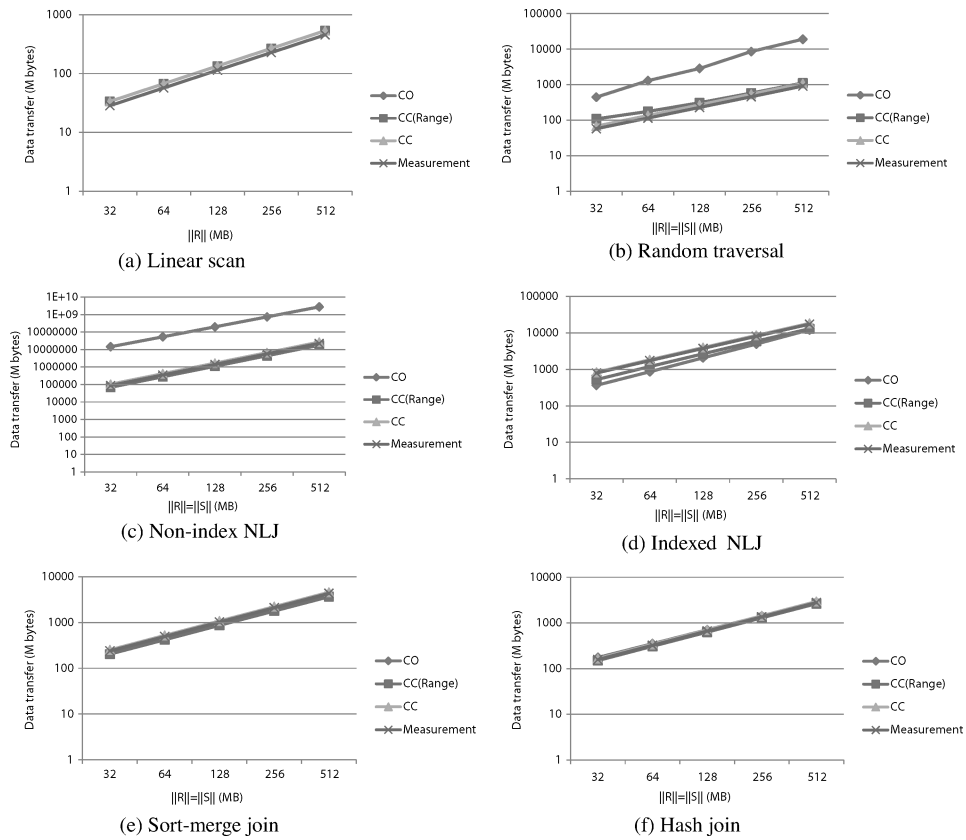 1000
100
10
1
Data transfer (M bytes)
32 64 128 256 512
||R|| (MB)
CO
CC(Range)
CC
Measurement
(a) Linear scan
100000
10000
1000
100
10
1
Data transfer (M bytes)
32 64 128 256 512
||R||=||S|| (MB)
CO
CC(Range)
CC
Measurement
(b) Random traversal
1E+10
1E+09
10000000
10000000
1000000
100000
10000
1000
100
10
1
Data transfer (M bytes)
32 64 128 256 512
||R||=||S|| (MB)
CO
CC(Range)
CC
Measurement
(c) Non-index NLJ
100000
10000
1000
100
10
1
Data transfer (M bytes)
32 64 128 256 512
||R||=||S|| (MB)
CO
CC(Range)
CC
Measurement
(d) Indexed NLJ
10000
1000
100
10
1
Data transfer (M bytes)
32 64 128 256 512
||R||=||S|| (MB)
CO
CC(Range)
CC
Measurement
(e) Sort-merge join
10000
1000
100
10
1
Data transfer (M bytes)
32 64 128 256 512
||R||=||S|| (MB)
CO
CC(Range)
CC
Measurement
(f) Hash join